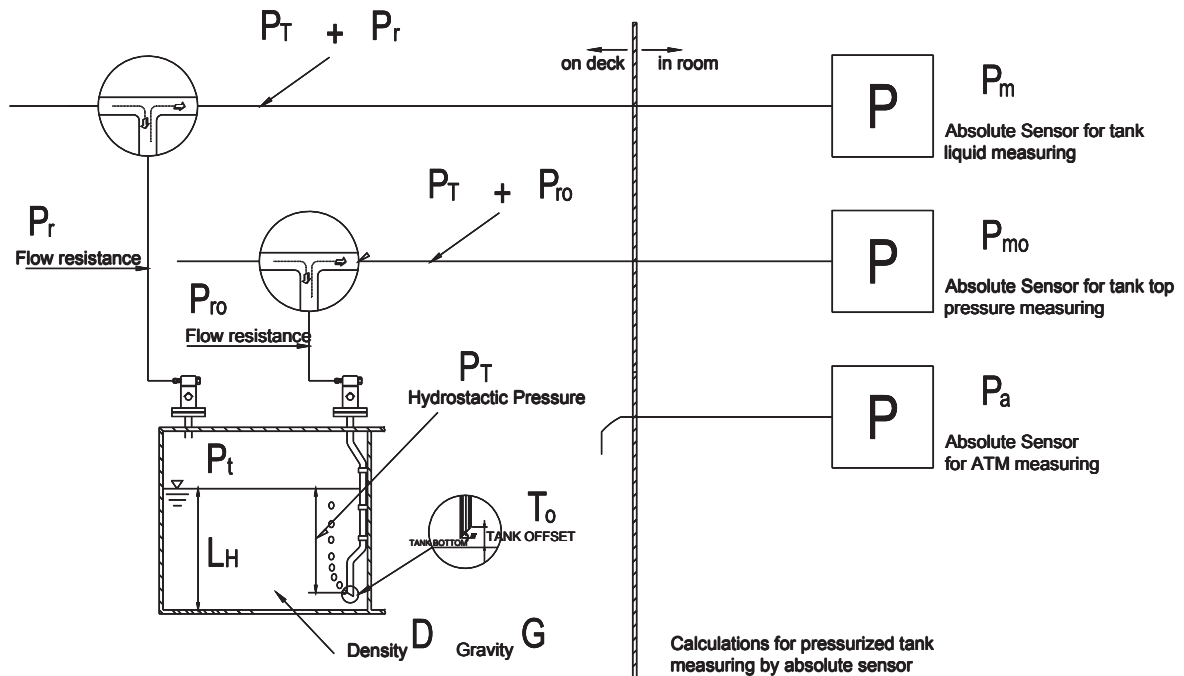 PT + Pr
on deck in room
P
Pm
Absolute Sensor for tank
liquid measuring
PT + Pro
Pr
Flow resistance
P
Pmo
Absolute Sensor for tank top
pressure measuring
Pro
Flow resistance
PT
Hydrostactic Pressure
P
Pa
Absolute Sensor
for ATM measuring
Pt
To
TANK OFFSET
TANK BOTTOM
LH
Density D Gravity G
Calculations for pressurized tank
measuring by absolute sensor